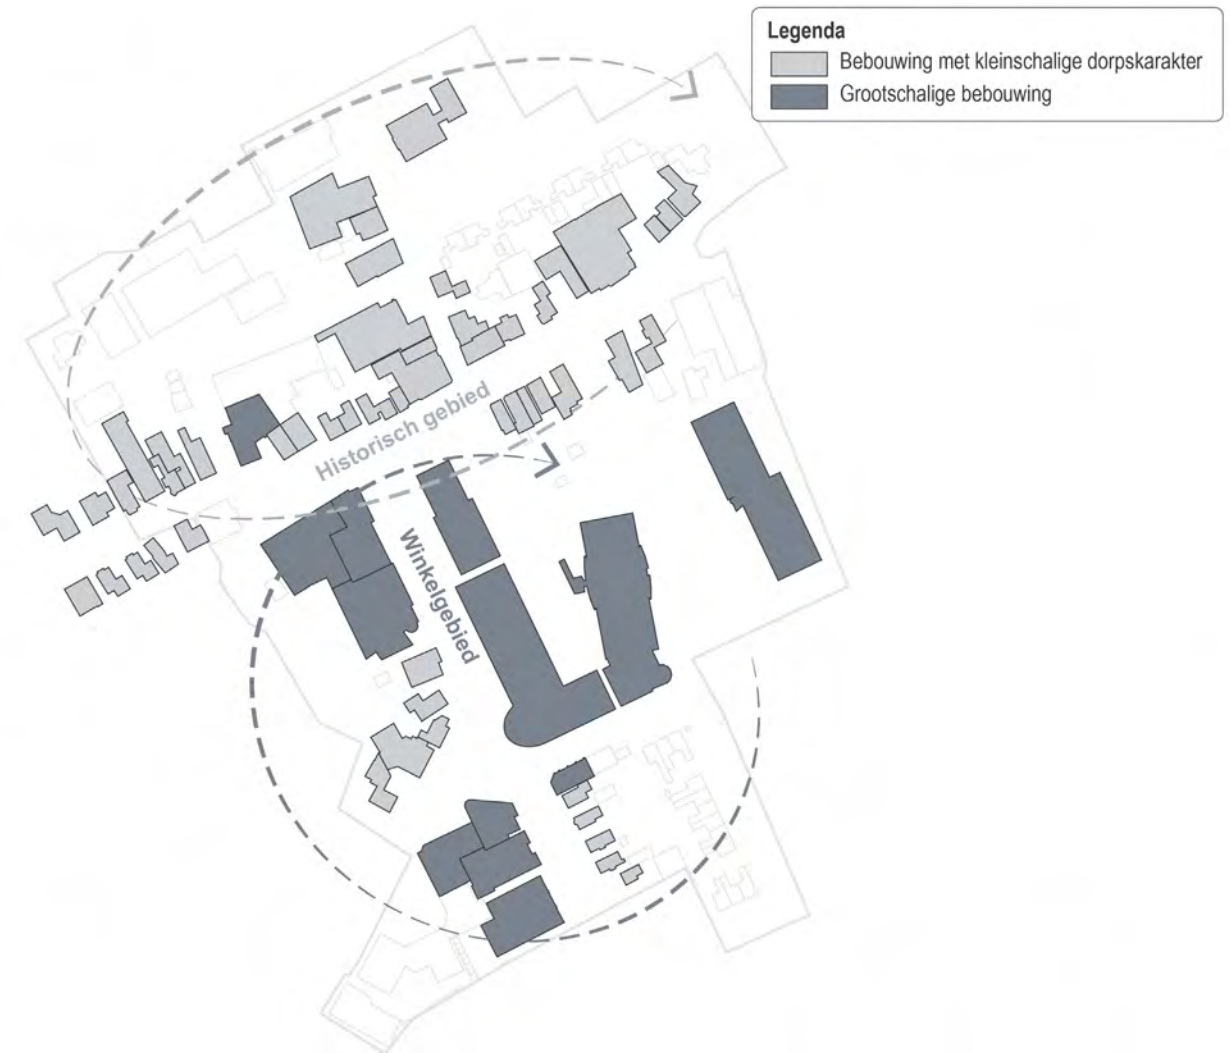 Legenda
Bebouwing met kleinschalige dorpskarakter
Grootschalige bebouwing
Historisch gebied
Winkelgebied